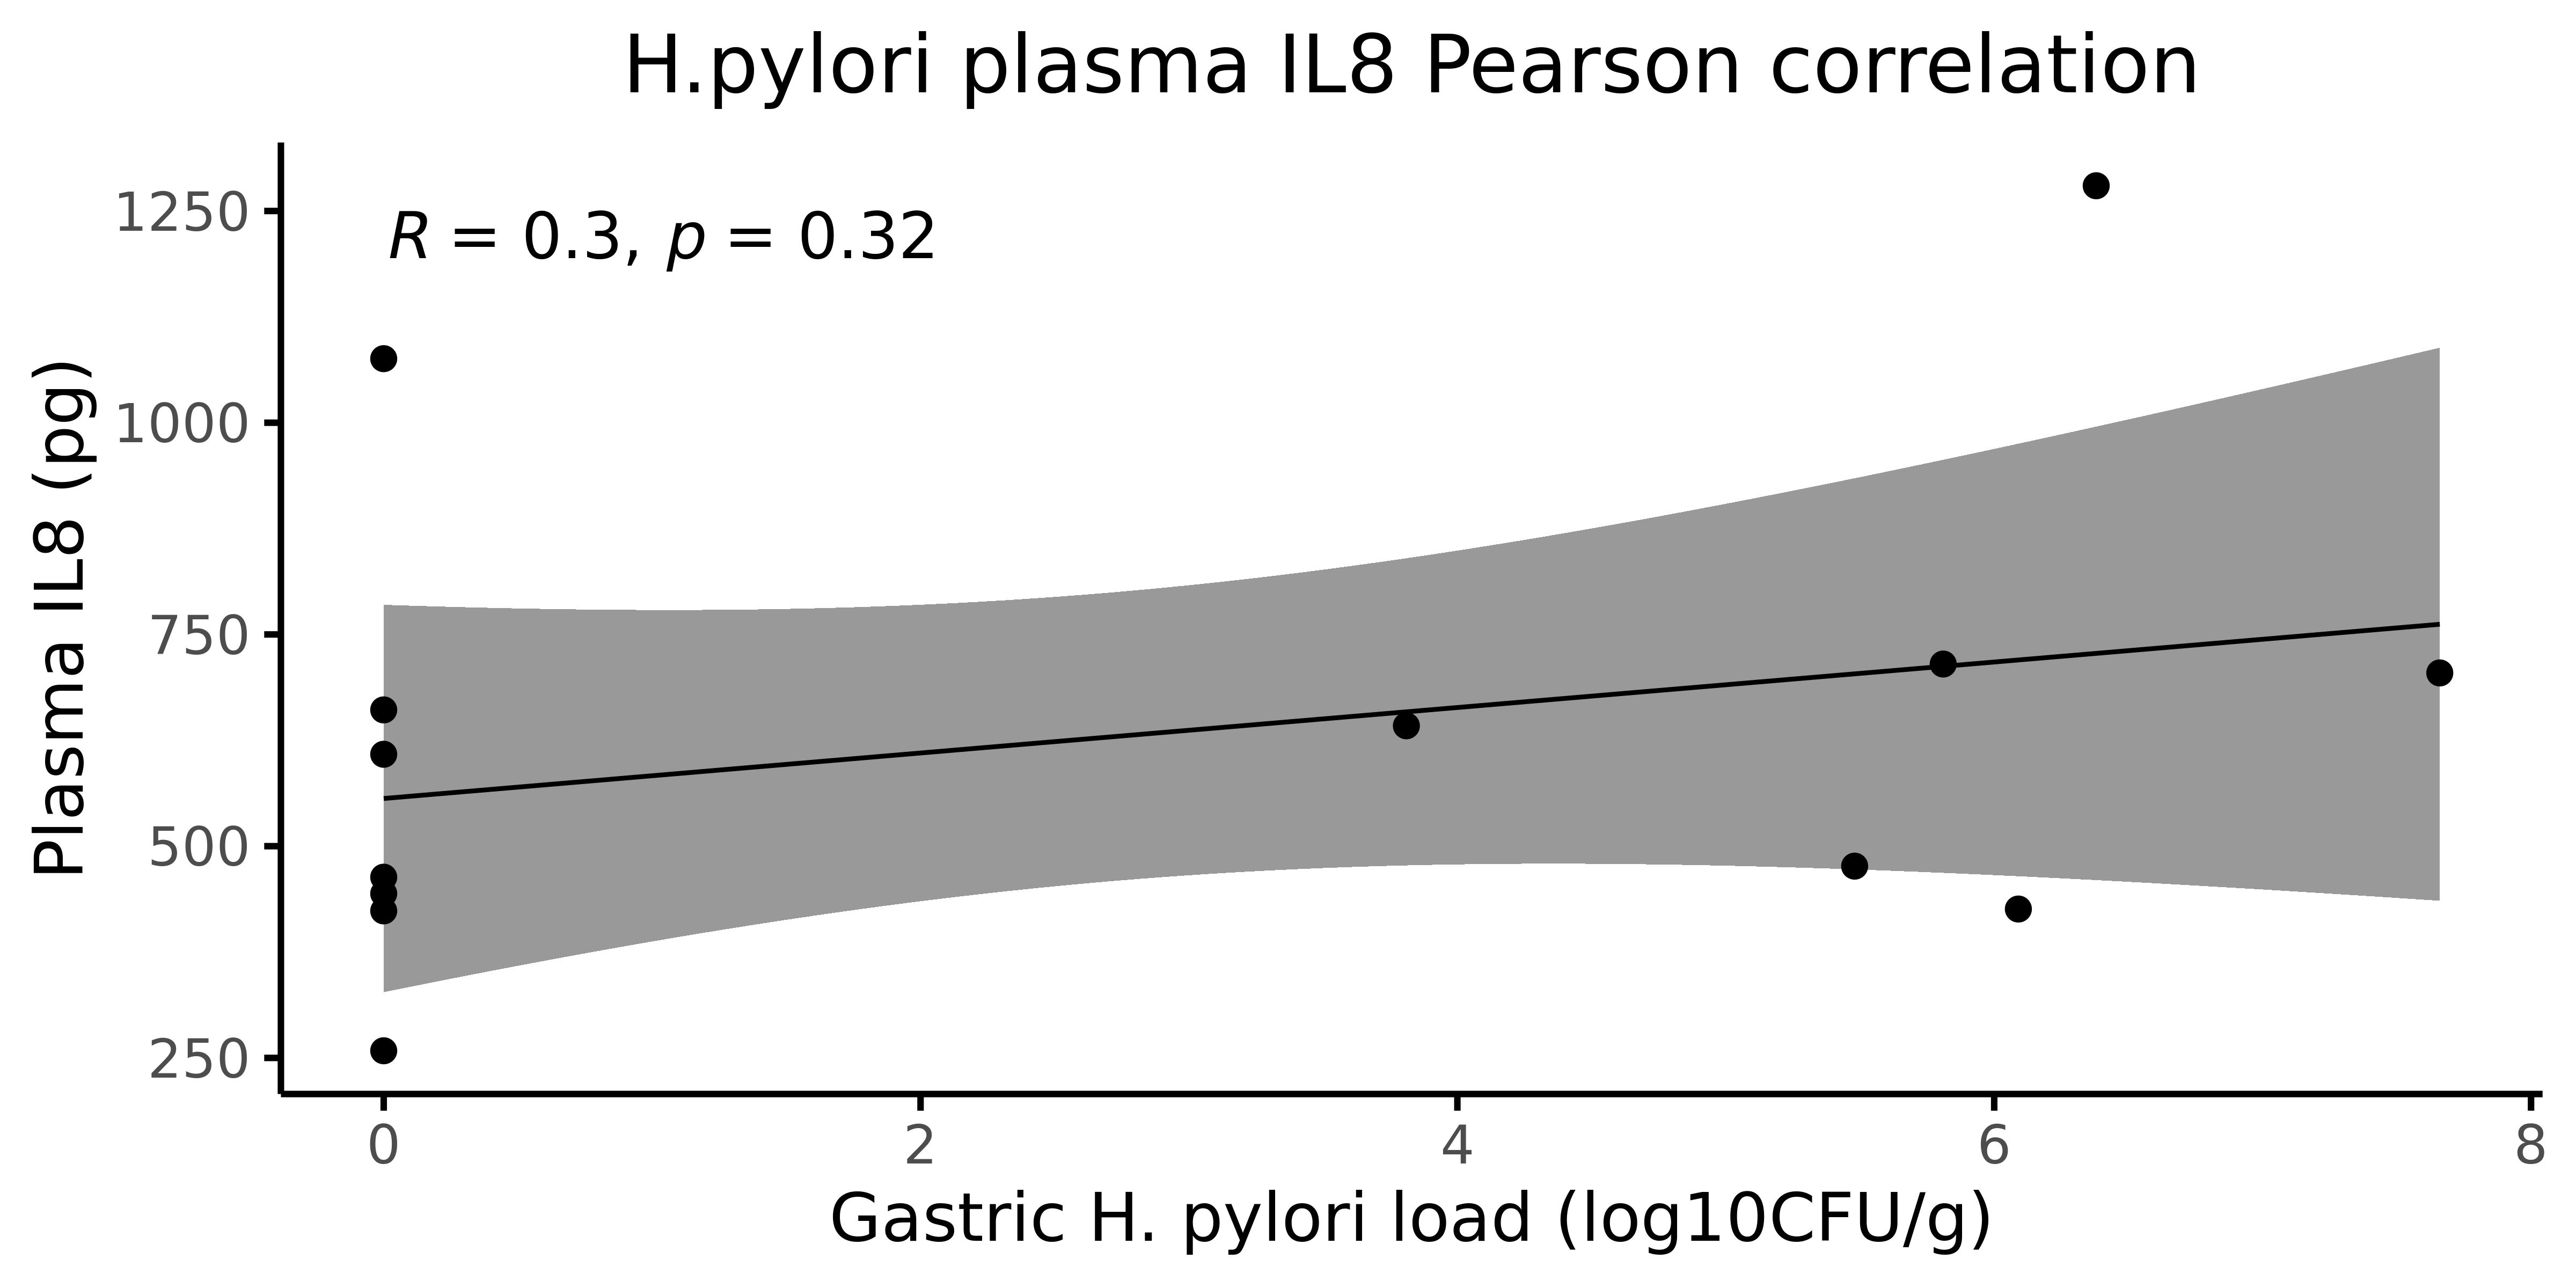 H.pylori plasma IL8 Pearson correlation
R = 0.3, p = 0.32
Plasma IL8 (pg)
1250
1000
750
500
250
0 2 4 6 8
Gastric H. pylori load (log10CFU/g)